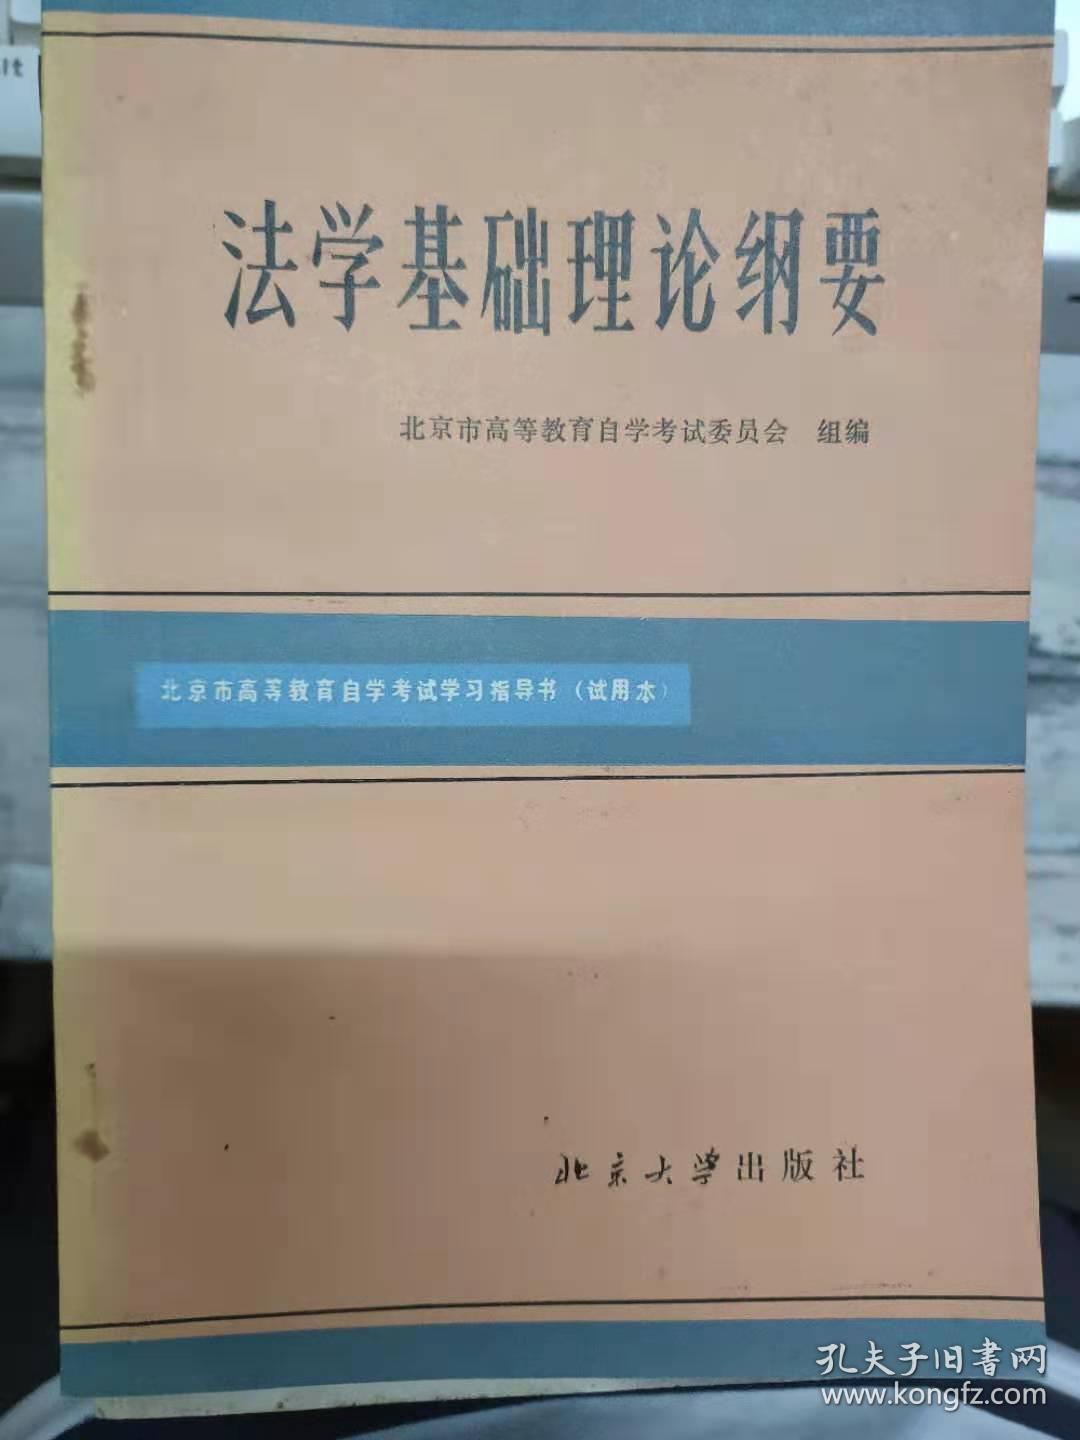 lt
法学基础理论纲要
北京市高等教育自学考试委员会 组编
北京市高等教育自学考试学习指导书（试用本）
北京大学出版社
孔夫子旧书网
www.kongfz.com